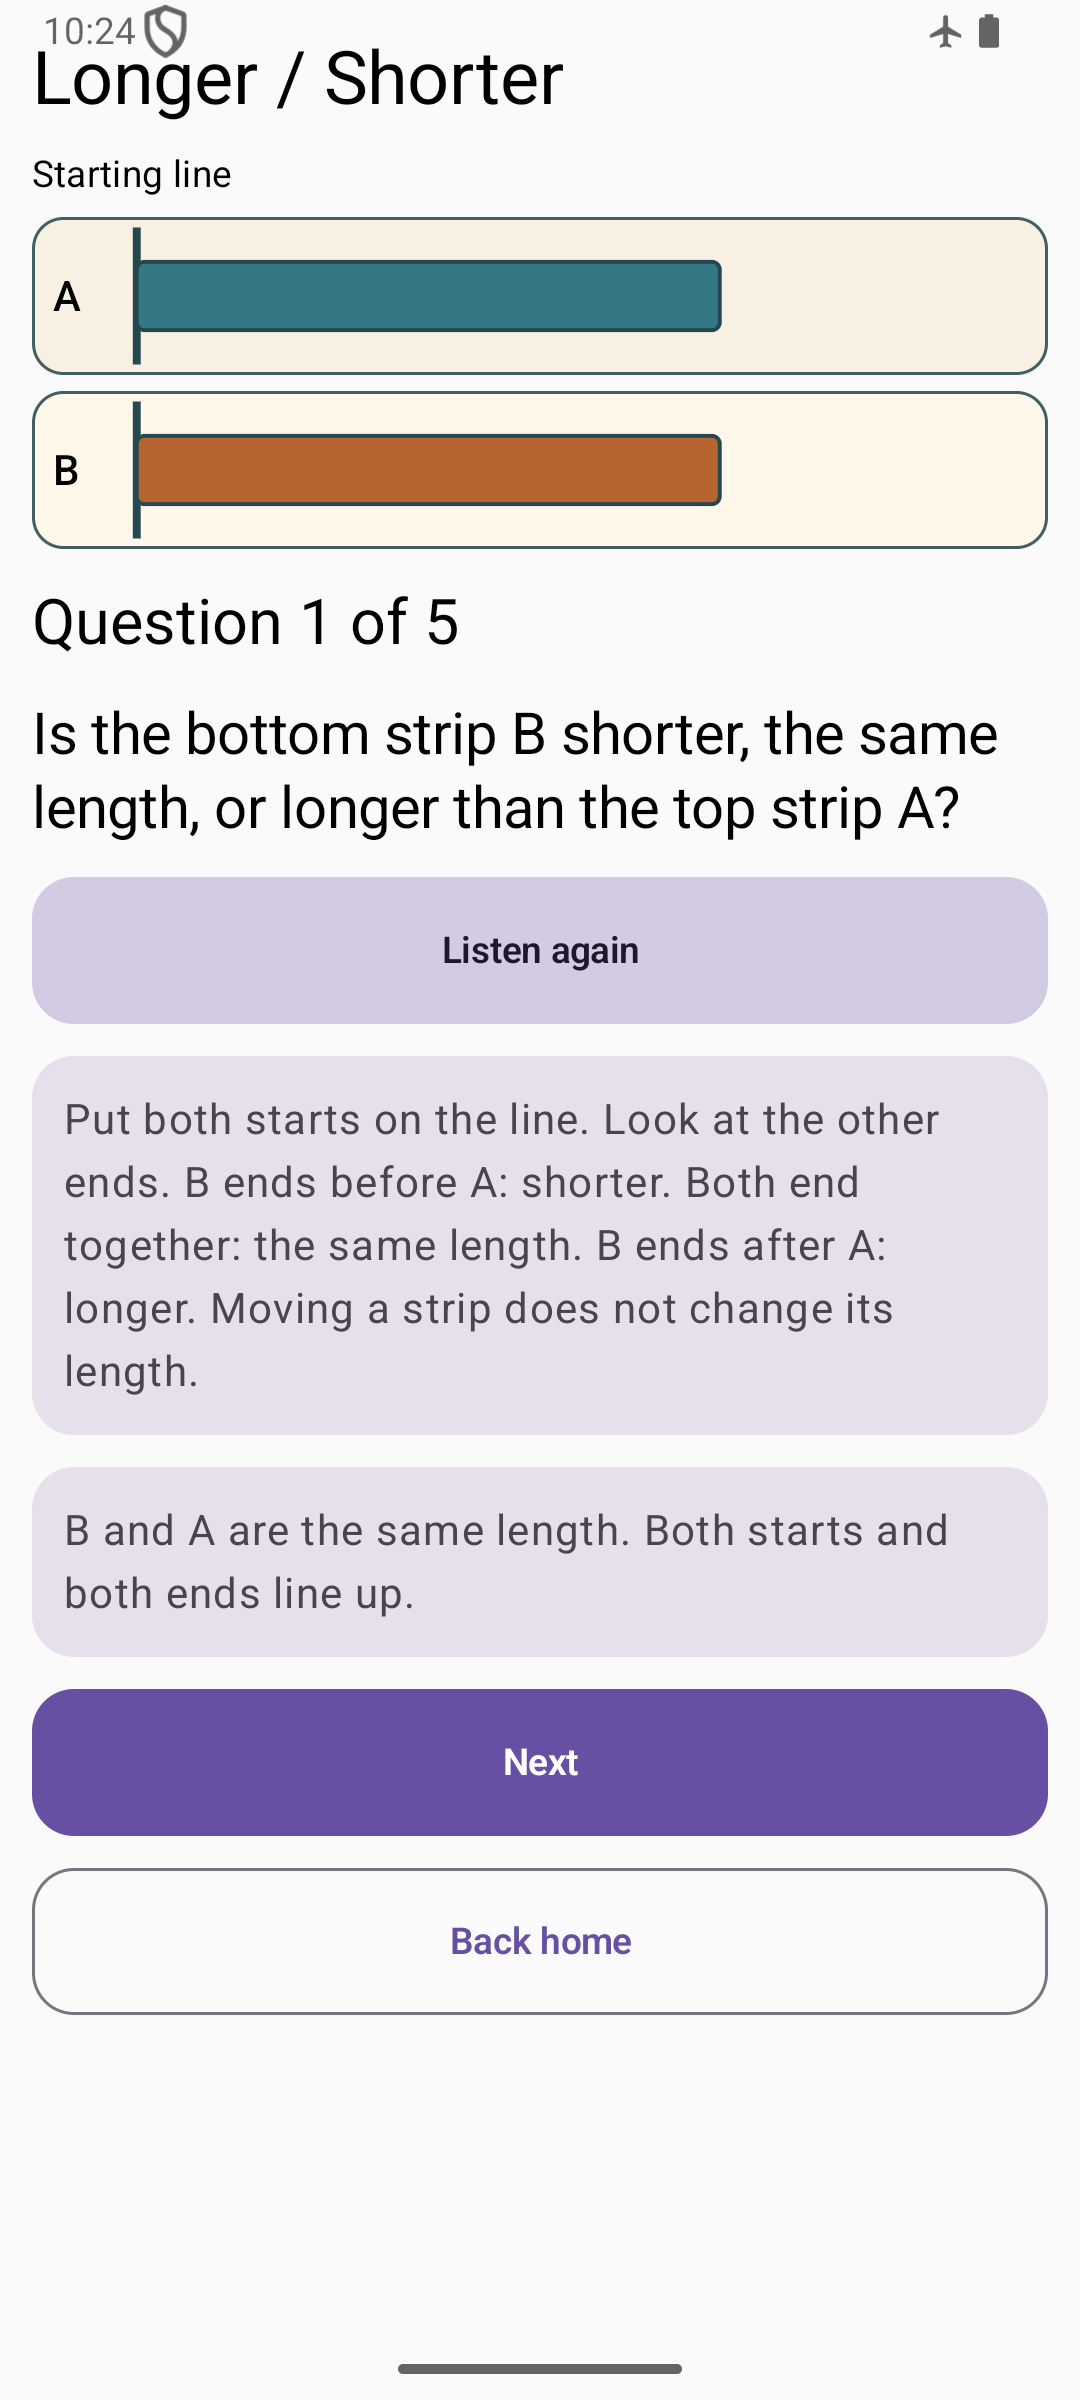 10:24
Longer / Shorter
Starting line
A
B
Question 1 of 5
Is the bottom strip B shorter, the same
length, or longer than the top strip A?
Listen again
Put both starts on the line. Look at the other
ends. B ends before A: shorter. Both end
together: the same length. B ends after A:
longer. Moving a strip does not change its
length.
B and A are the same length. Both starts and
both ends line up.
Next
Back home